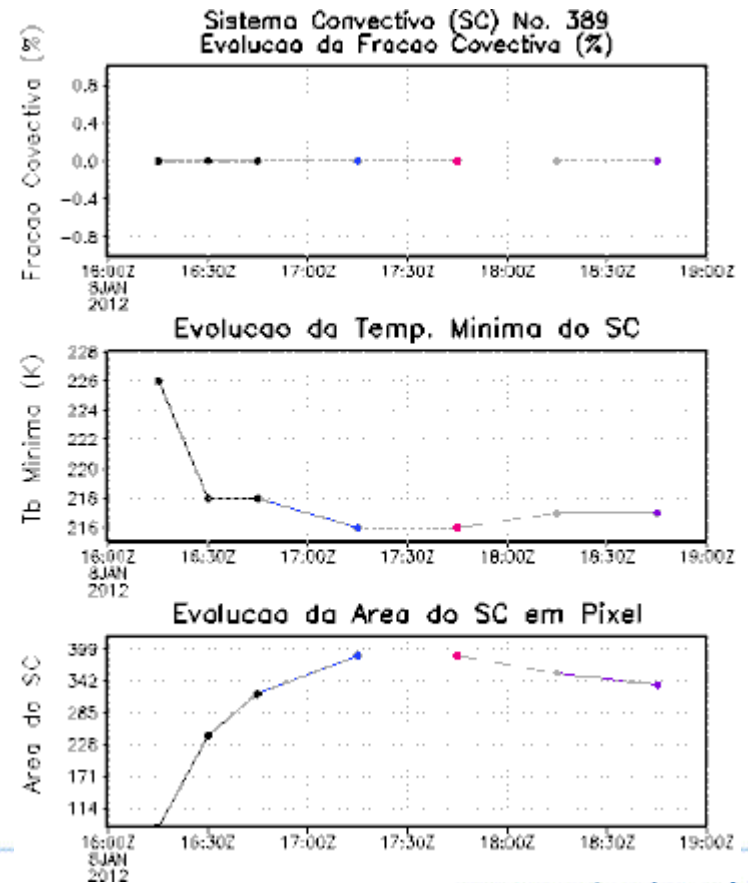 Sistema Convectivo (SC) No. 389
Evolucao da Fracao Covectiva (%)
Fracao Covectiva (%)
0.8
0.4
0.0
-0.4
-0.8
16:00Z 16:30Z 17:00Z 17:30Z 18:00Z 18:30Z 19:00Z
8JAN
2012
Evolucao da Temp. Minima do SC
Tb Minima (K)
228
226
224
222
220
218
216
16:00Z 16:30Z 17:00Z 17:30Z 18:00Z 18:30Z 19:00Z
8JAN
2012
Evolucao da Area do SC em Pixel
Area do SC
399
342
285
228
171
114
16:00Z 16:30Z 17:00Z 17:30Z 18:00Z 18:30Z 19:00Z
8JAN
2012